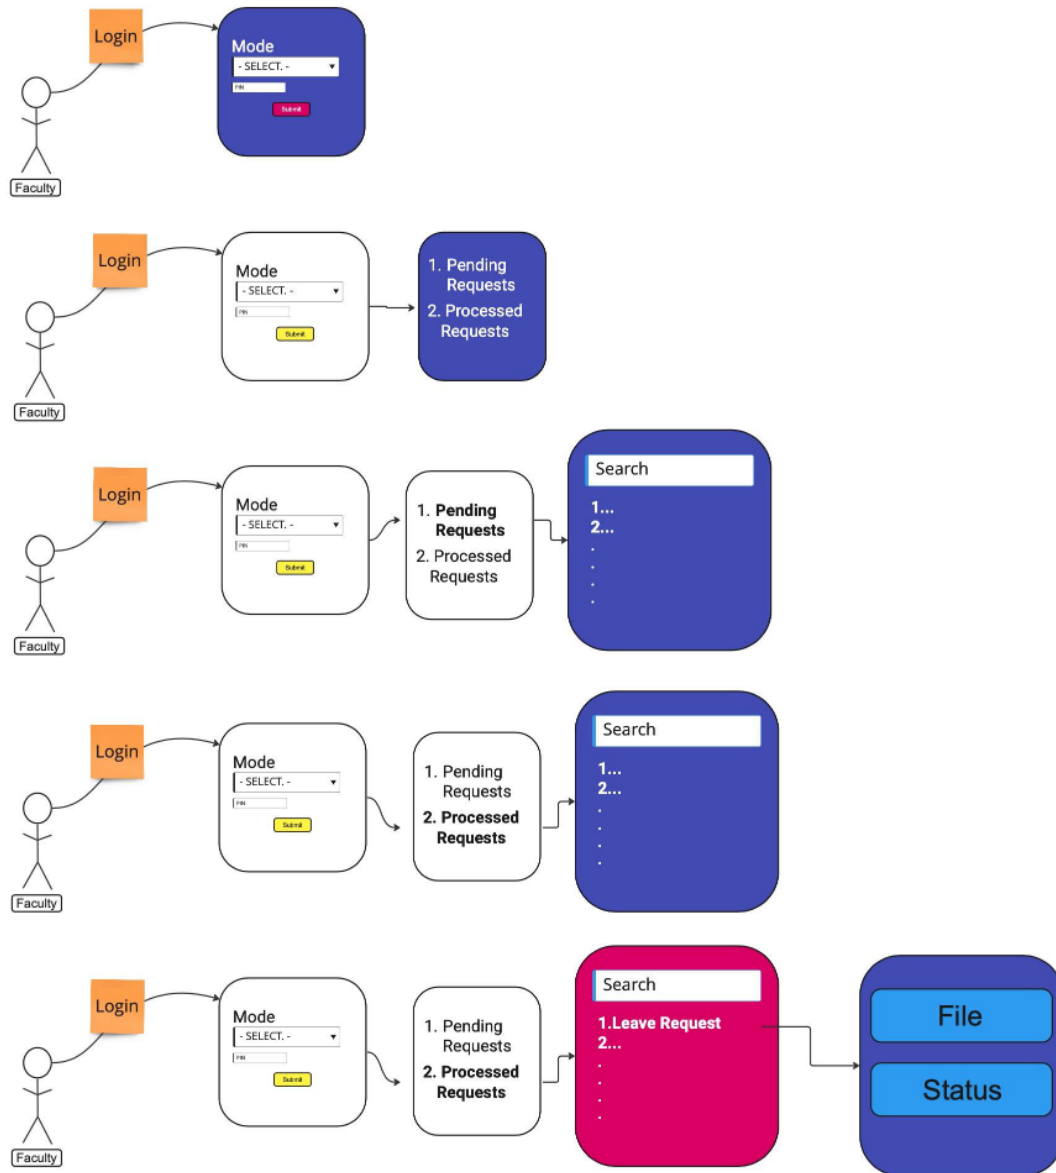 Login
Mode
- SELECT. -
PIN
Submit
Faculty
Login
Mode
- SELECT. -
PIN
Submit
1. Pending
Requests
2. Processed
Requests
Faculty
Login
Mode
- SELECT. -
PIN
Submit
1. Pending
Requests
2. Processed
Requests
Search
1...
2...
.
.
.
.
Faculty
Login
Mode
- SELECT. -
PIN
Submit
1. Pending
Requests
2. Processed
Requests
Search
1...
2...
.
.
.
.
Faculty
Login
Mode
- SELECT. -
PIN
Submit
1. Pending
Requests
2. Processed
Requests
Search
1.Leave Request
2...
.
.
.
.
File
Status
Faculty